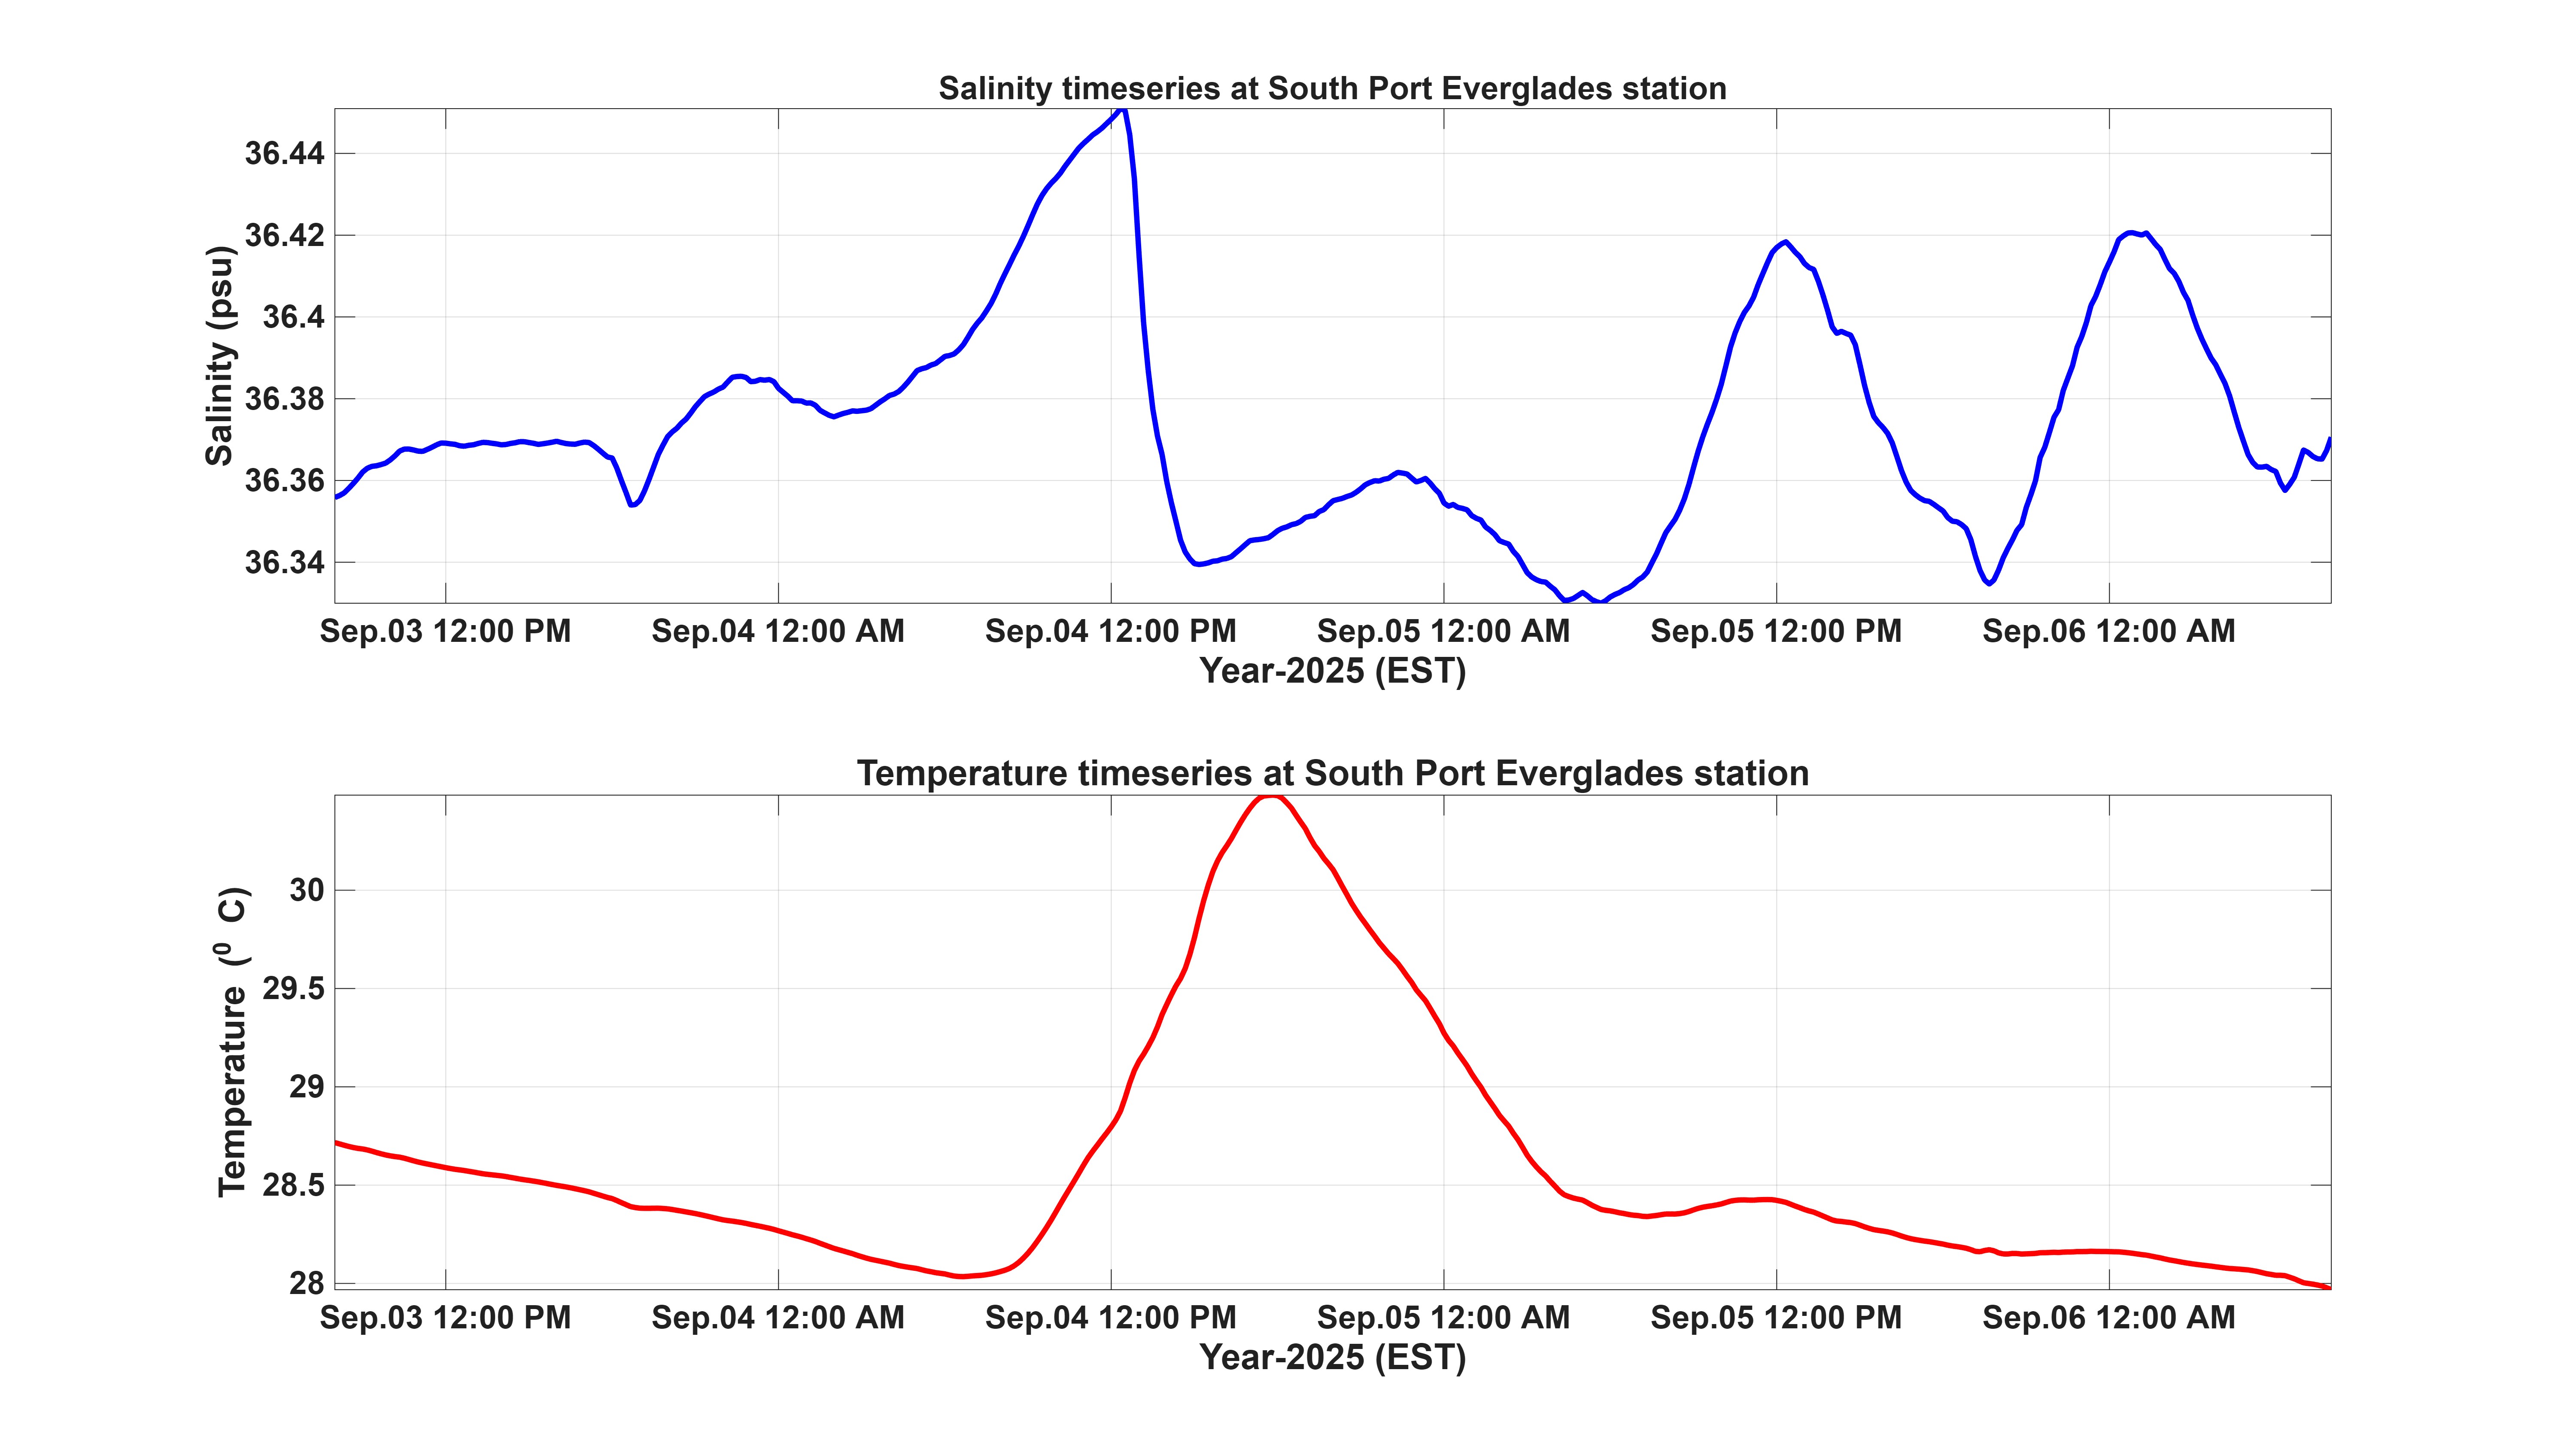 Salinity timeseries at South Port Everglades station
Salinity (psu)
36.44
36.42
36.4
36.38
36.36
36.34
Sep.03 12:00 PM Sep.04 12:00 AM Sep.04 12:00 PM Sep.05 12:00 AM Sep.05 12:00 PM Sep.06 12:00 AM
Year-2025 (EST)
Temperature timeseries at South Port Everglades station
Temperature (⁰ C)
30
29.5
29
28.5
28
Sep.03 12:00 PM Sep.04 12:00 AM Sep.04 12:00 PM Sep.05 12:00 AM Sep.05 12:00 PM Sep.06 12:00 AM
Year-2025 (EST)